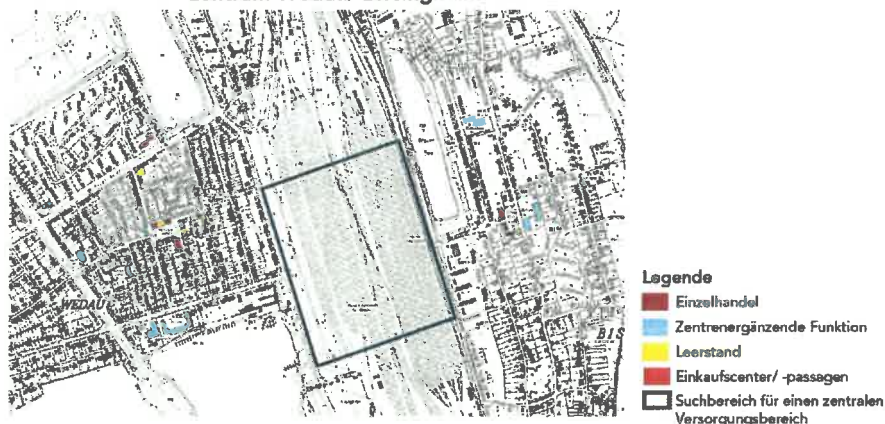 WEDAU
BIS
Legende
Einzelhandel
Zentrenergänzende Funktion
Leerstand
Einkaufscenter/ -passagen
Suchbereich für einen zentralen
Versorgungsbereich